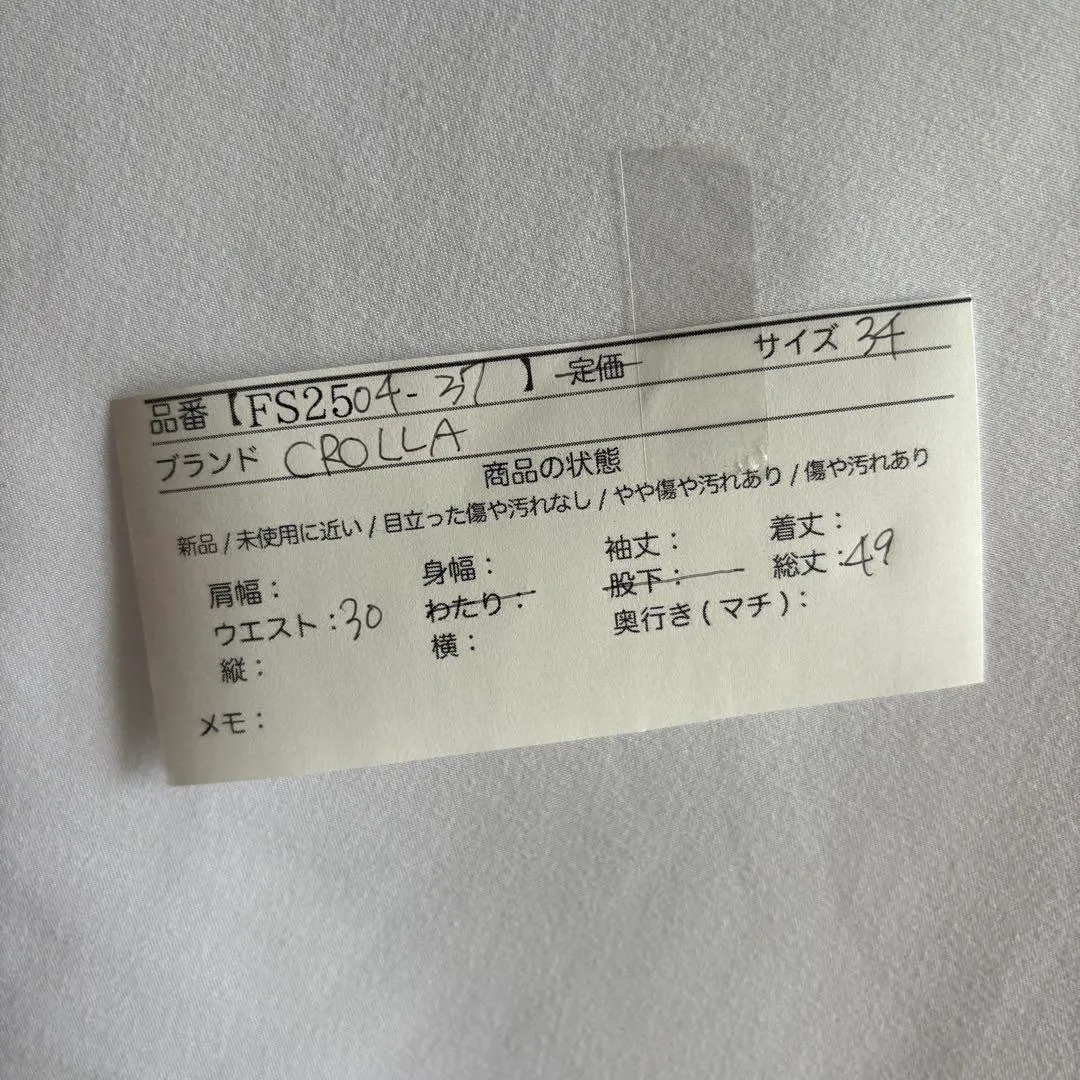 品番【FS2504-37】定価 サイズ 34
ブランド CROLLA
商品の状態
新品 / 未使用に近い / 目立った傷や汚れなし / やや傷や汚れあり / 傷や汚れあり
肩幅： 身幅： 袖丈： 着丈：
ウエスト：30 わたり： 股下： 総丈：49
縦： 横： 奥行き(マチ)：
メモ：